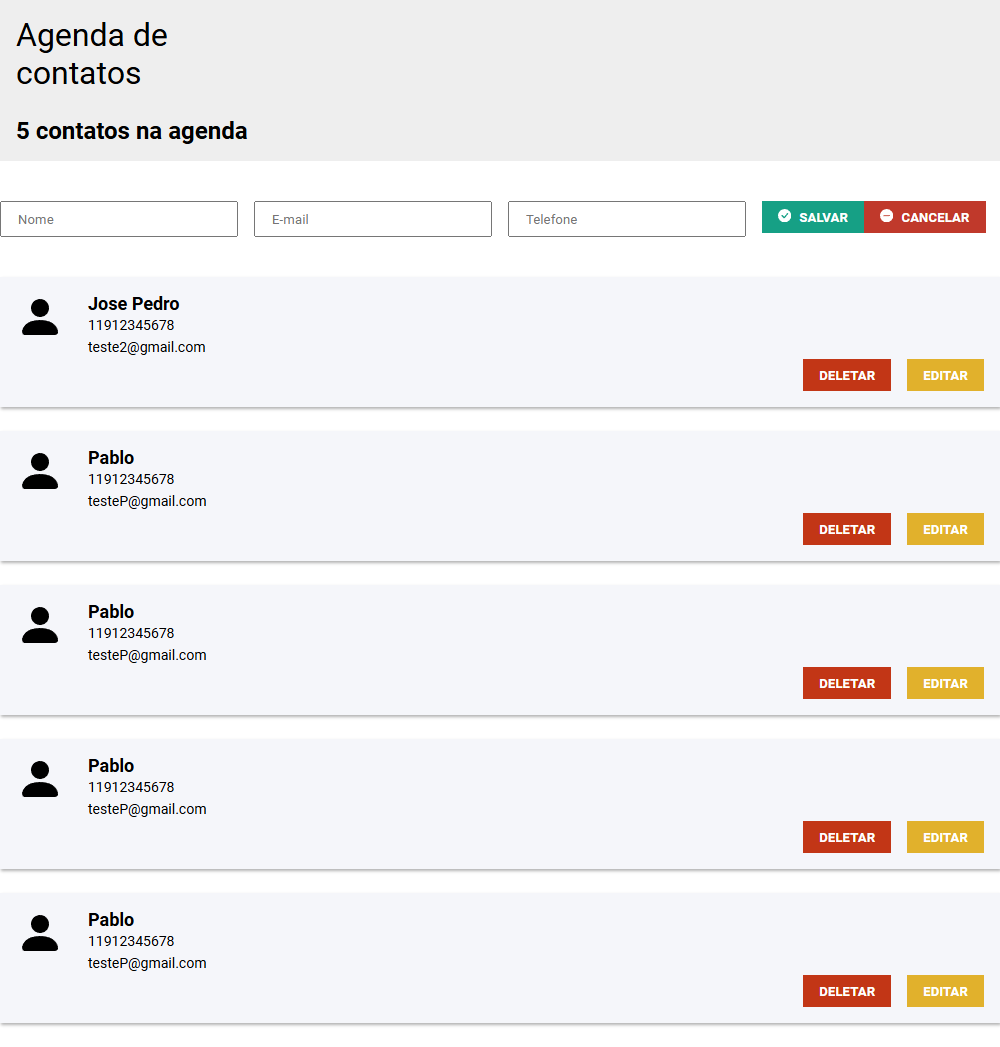 Agenda de
contatos
5 contatos na agenda
Nome E-mail Telefone SALVAR CANCELAR
Jose Pedro
11912345678
teste2@gmail.com
DELETAR EDITAR
Pablo
11912345678
testeP@gmail.com
DELETAR EDITAR
Pablo
11912345678
testeP@gmail.com
DELETAR EDITAR
Pablo
11912345678
testeP@gmail.com
DELETAR EDITAR
Pablo
11912345678
testeP@gmail.com
DELETAR EDITAR